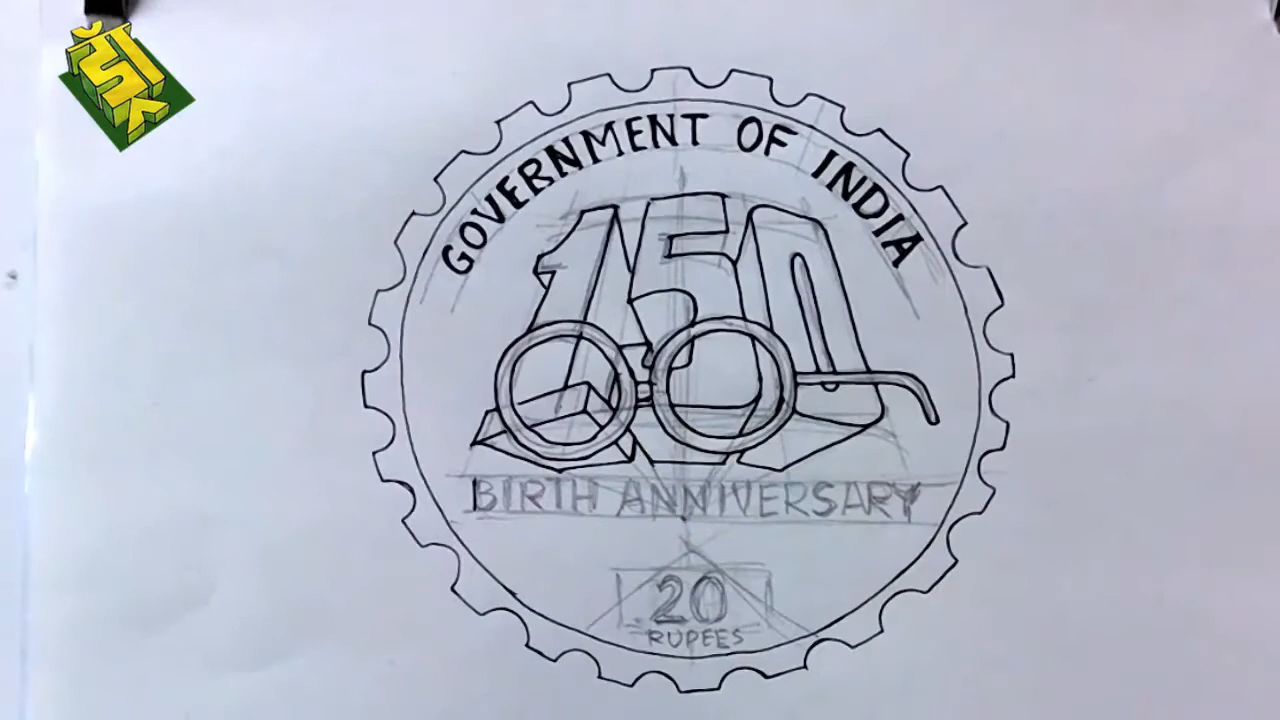 GOVERNMENT OF INDIA
150
BIRTH ANNIVERSARY
20
RUPEES